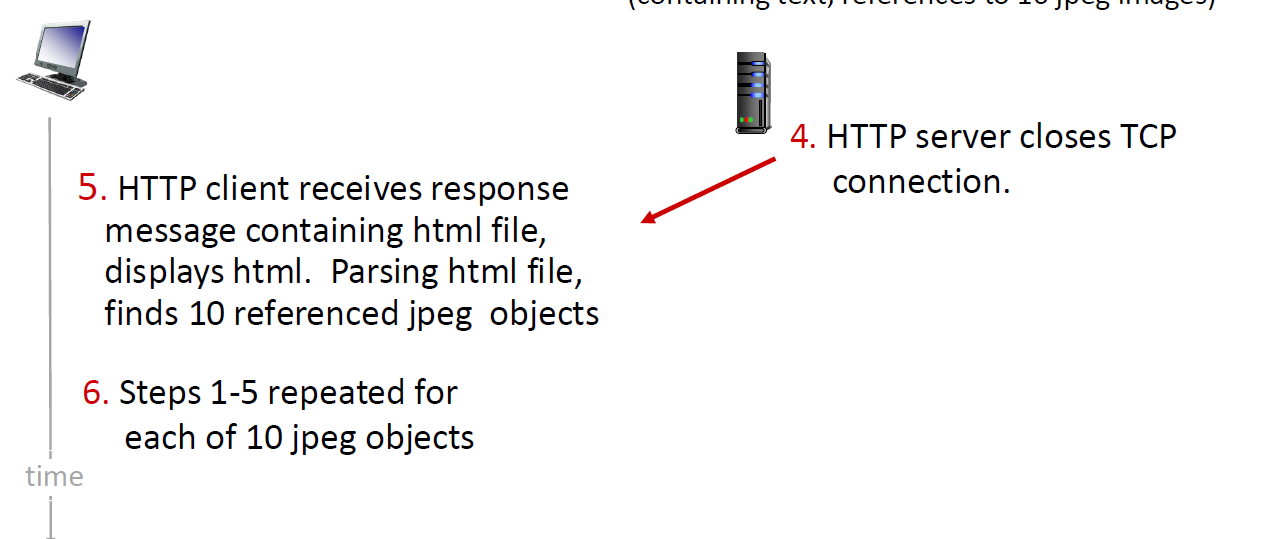 (containing text, references to 10 jpeg images)
4. HTTP server closes TCP
connection.
5. HTTP client receives response
message containing html file,
displays html. Parsing html file,
finds 10 referenced jpeg objects
6. Steps 1-5 repeated for
each of 10 jpeg objects
time